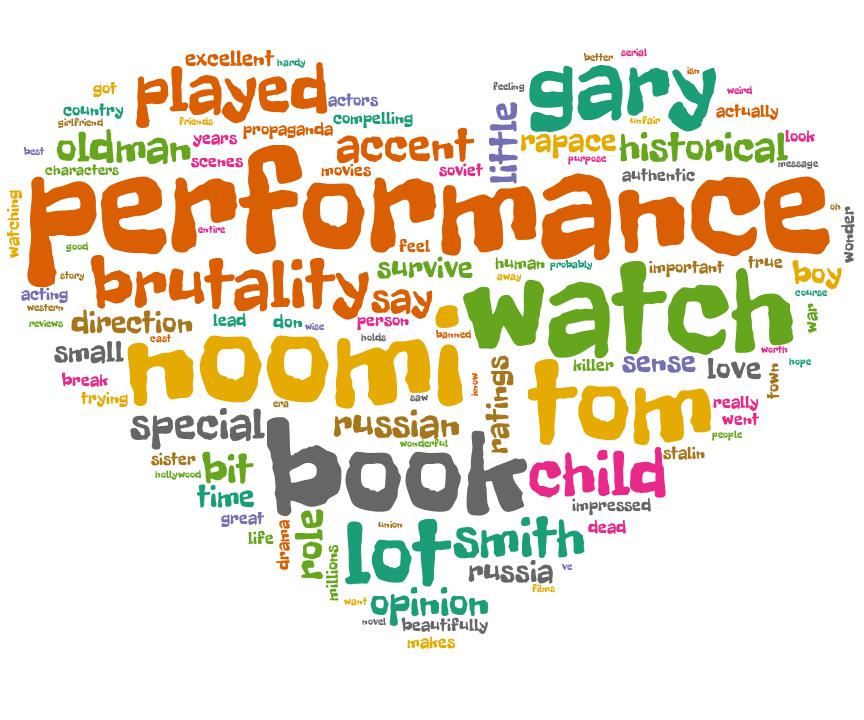 better serial
excellent hardy
feeling isn
got played gary weird
actors
country friends little unfair actually
girlfriend propaganda compelling
best oldman years accent rapace historical look
scenes purpose message
characters movies soviet authentic
watching performance oh wonder
entire
good feel
story brutality survive human probably important true boy
away
acting say course
western watch war
reviews direction lead don wise person banned
holds
small cast noomi worth
break killer sense love town hope
trying era saw know ratings tom really
went
special russian people
wonderful
sister book child stalin
hollywood bit
time impressed
great drama role union lot smith dead
life
millions russia ve
want opinion films
novel beautifully
makes